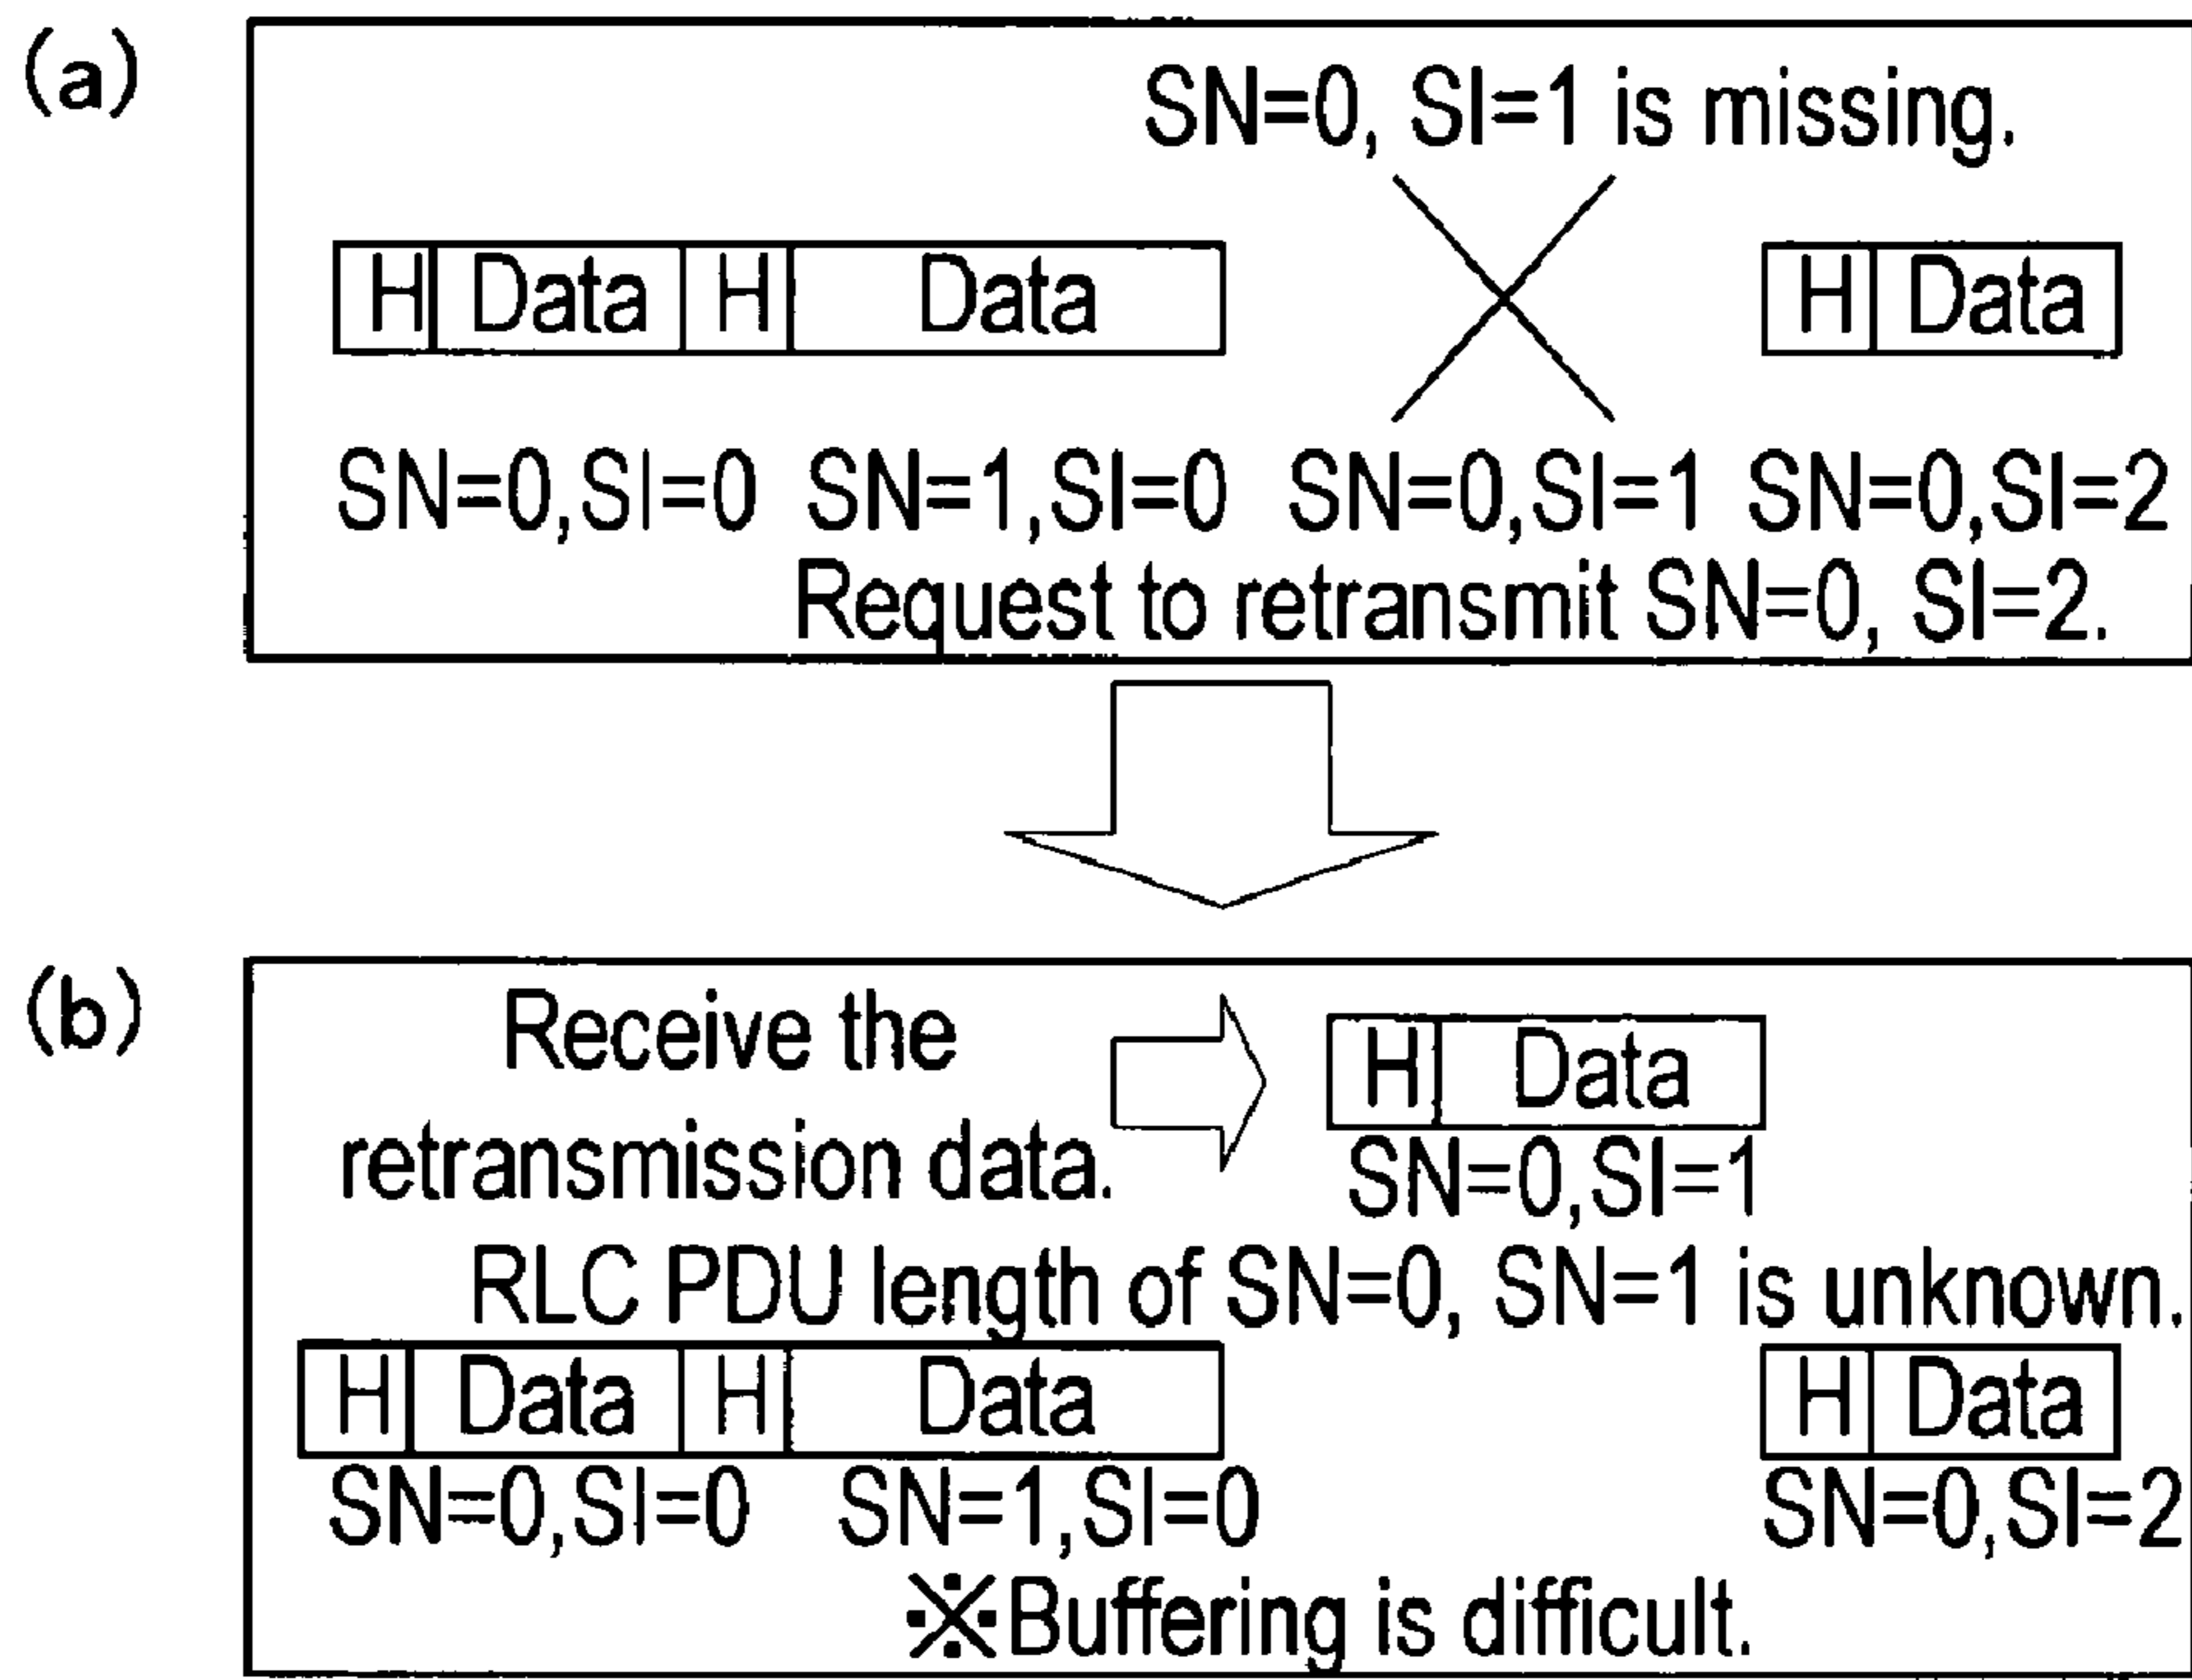 (a)
SN=0, SI=1 is missing.
H Data H Data H Data
SN=0,SI=0 SN=1,SI=0 SN=0,SI=1 SN=0,SI=2
Request to retransmit SN=0, SI=2.
(b)
Receive the
retransmission data.
H Data
SN=0,SI=1
RLC PDU length of SN=0, SN=1 is unknown.
H Data H Data H Data
SN=0,SI=0 SN=1,SI=0 SN=0,SI=2
※Buffering is difficult.